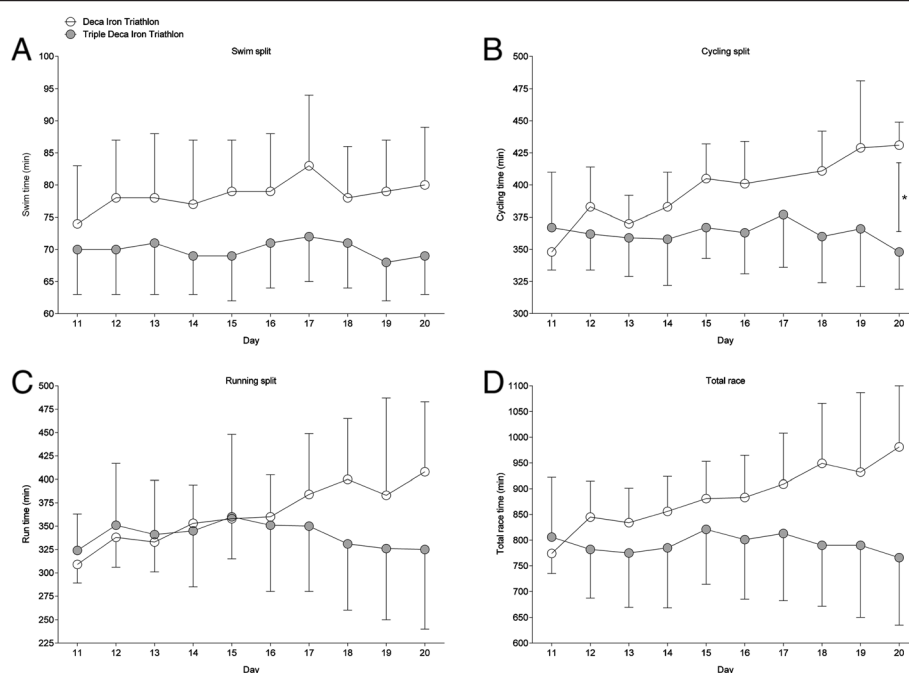 Deca Iron Triathlon
Triple Deca Iron Triathlon
A
Swim split
100
95
90
85
80
75
70
65
60
Swim time (min)
11 12 13 14 15 16 17 18 19 20
Day
B
Cycling split
500
475
450
425
400
375
350
325
300
Cycling time (min)
*
11 12 13 14 15 16 17 18 19 20
Day
C
Running split
500
475
450
425
400
375
350
325
300
275
250
225
Run time (min)
11 12 13 14 15 16 17 18 19 20
Day
D
Total race
1100
1050
1000
950
900
850
800
750
700
650
600
Total race time (min)
11 12 13 14 15 16 17 18 19 20
Day